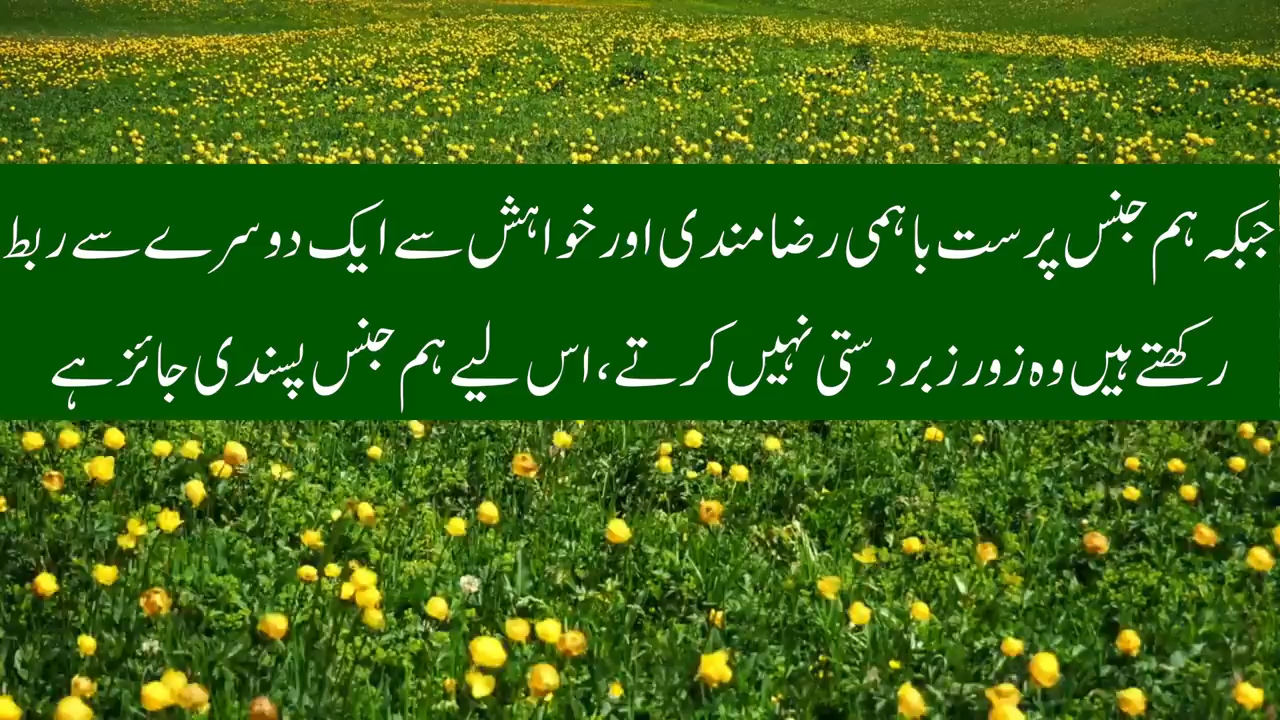 جبکہ ہم جنس پرست باہمی رضامندی اور خواہش سے ایک دوسرے سے ربط
رکھتے ہیں وہ زور زبردستی نہیں کرتے، اس لیے ہم جنس پسندی جائز ہے